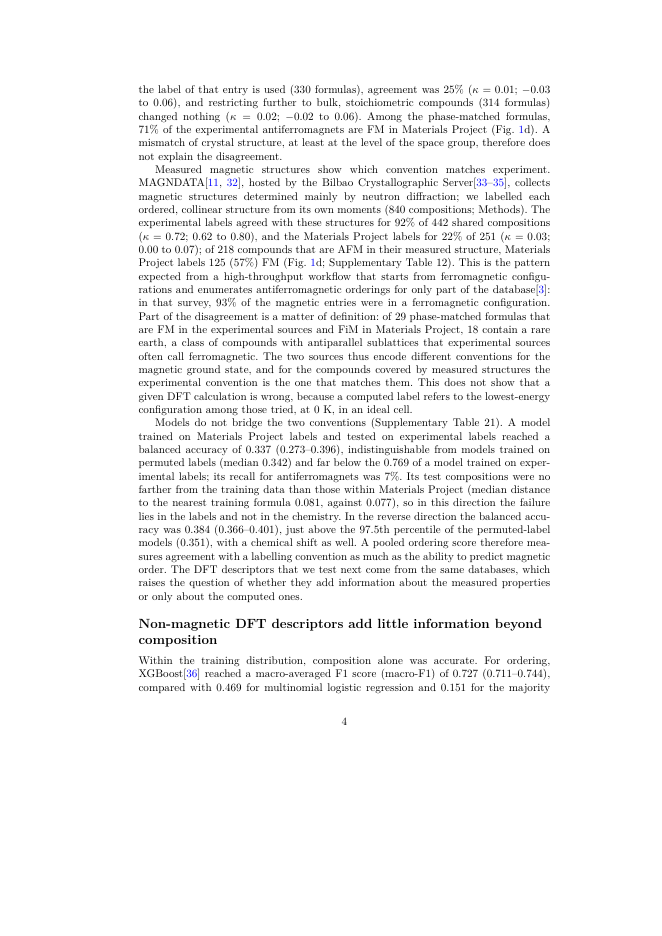 the label of that entry is used (330 formulas), agreement was 25% (κ = 0.01; −0.03
to 0.06), and restricting further to bulk, stoichiometric compounds (314 formulas)
changed nothing (κ = 0.02; −0.02 to 0.06). Among the phase-matched formulas,
71% of the experimental antiferromagnets are FM in Materials Project (Fig. 1d). A
mismatch of crystal structure, at least at the level of the space group, therefore does
not explain the disagreement.
Measured magnetic structures show which convention matches experiment.
MAGNDATA[11, 32], hosted by the Bilbao Crystallographic Server[33–35], collects
magnetic structures determined mainly by neutron diffraction; we labelled each
ordered, collinear structure from its own moments (840 compositions; Methods). The
experimental labels agreed with these structures for 92% of 442 shared compositions
(κ = 0.72; 0.62 to 0.80), and the Materials Project labels for 22% of 251 (κ = 0.03;
0.00 to 0.07); of 218 compounds that are AFM in their measured structure, Materials
Project labels 125 (57%) FM (Fig. 1d; Supplementary Table 12). This is the pattern
expected from a high-throughput workflow that starts from ferromagnetic configu-
rations and enumerates antiferromagnetic orderings for only part of the database[3]:
in that survey, 93% of the magnetic entries were in a ferromagnetic configuration.
Part of the disagreement is a matter of definition: of 29 phase-matched formulas that
are FM in the experimental sources and FiM in Materials Project, 18 contain a rare
earth, a class of compounds with antiparallel sublattices that experimental sources
often call ferromagnetic. The two sources thus encode different conventions for the
magnetic ground state, and for the compounds covered by measured structures the
experimental convention is the one that matches them. This does not show that a
given DFT calculation is wrong, because a computed label refers to the lowest-energy
configuration among those tried, at 0 K, in an ideal cell.
Models do not bridge the two conventions (Supplementary Table 21). A model
trained on Materials Project labels and tested on experimental labels reached a
balanced accuracy of 0.337 (0.273–0.396), indistinguishable from models trained on
permuted labels (median 0.342) and far below the 0.769 of a model trained on exper-
imental labels; its recall for antiferromagnets was 7%. Its test compositions were no
farther from the training data than those within Materials Project (median distance
to the nearest training formula 0.081, against 0.077), so in this direction the failure
lies in the labels and not in the chemistry. In the reverse direction the balanced accu-
racy was 0.384 (0.366–0.401), just above the 97.5th percentile of the permuted-label
models (0.351), with a chemical shift as well. A pooled ordering score therefore mea-
sures agreement with a labelling convention as much as the ability to predict magnetic
order. The DFT descriptors that we test next come from the same databases, which
raises the question of whether they add information about the measured properties
or only about the computed ones.
Non-magnetic DFT descriptors add little information beyond
composition
Within the training distribution, composition alone was accurate. For ordering,
XGBoost[36] reached a macro-averaged F1 score (macro-F1) of 0.727 (0.711–0.744),
compared with 0.469 for multinomial logistic regression and 0.151 for the majority
4